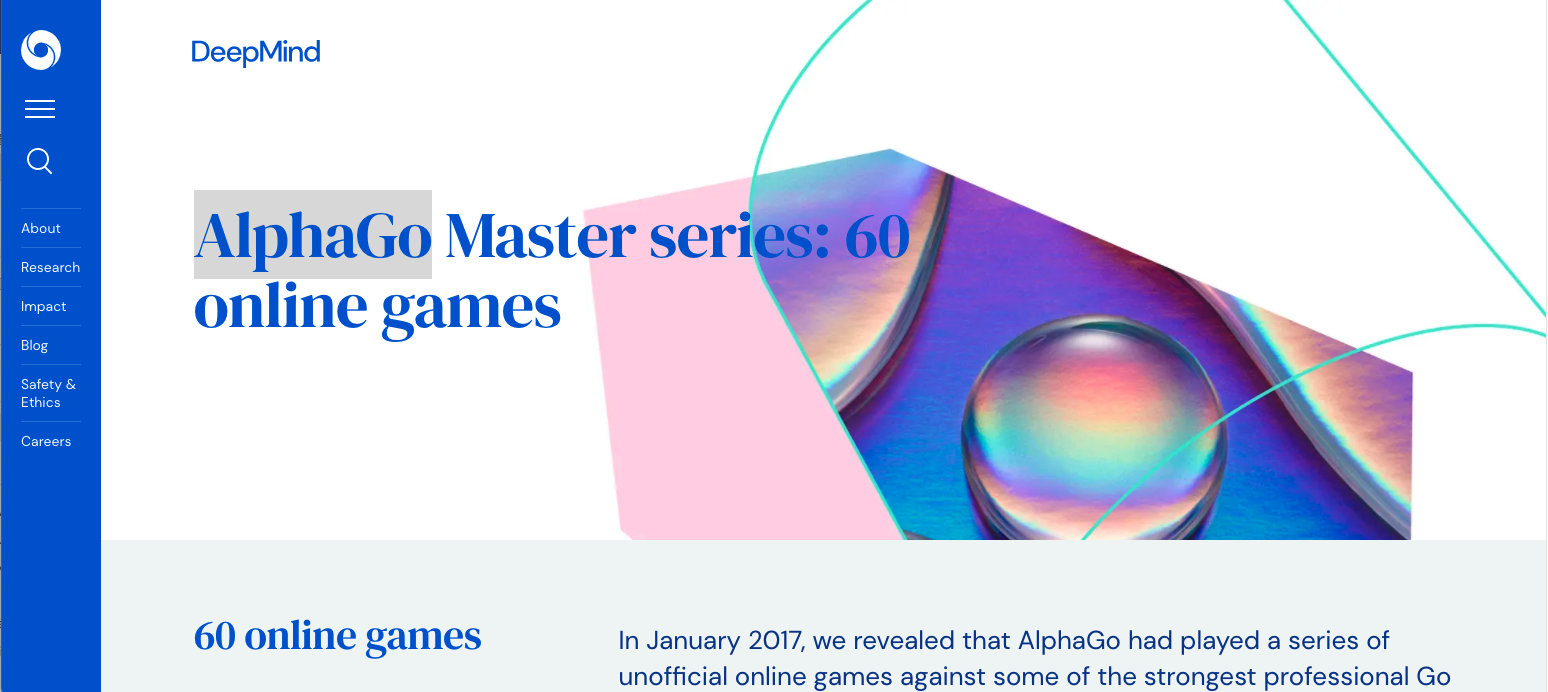 DeepMind
About
Research
Impact
Blog
Safety &
Ethics
Careers
AlphaGo Master series: 60
online games
60 online games
In January 2017, we revealed that AlphaGo had played a series of
unofficial online games against some of the strongest professional Go